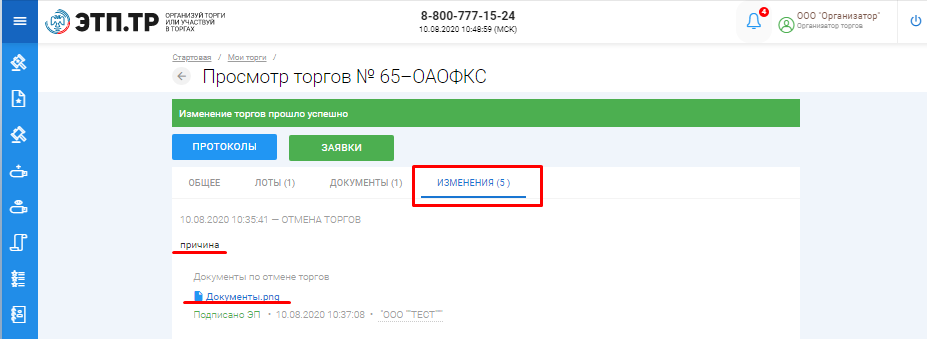 ЭТП.ТР
ОРГАНИЗУЙ ТОРГИ
ИЛИ УЧАСТВУЙ
В ТОРГАХ
8-800-777-15-24
10.08.2020 10:48:59 (МСК)
4
ООО "Организатор"
Организатор торгов
Стартовая / Мои торги /
Просмотр торгов № 65–ОАОФКС
Изменение торгов прошло успешно
ПРОТОКОЛЫ
ЗАЯВКИ
ОБЩЕЕ
ЛОТЫ (1)
ДОКУМЕНТЫ (1)
ИЗМЕНЕНИЯ (5 )
10.08.2020 10:35:41 — ОТМЕНА ТОРГОВ
причина
Документы по отмене торгов
Документы.png
Подписано ЭП • 10.08.2020 10:37:08 • "ООО ""ТЕСТ"""